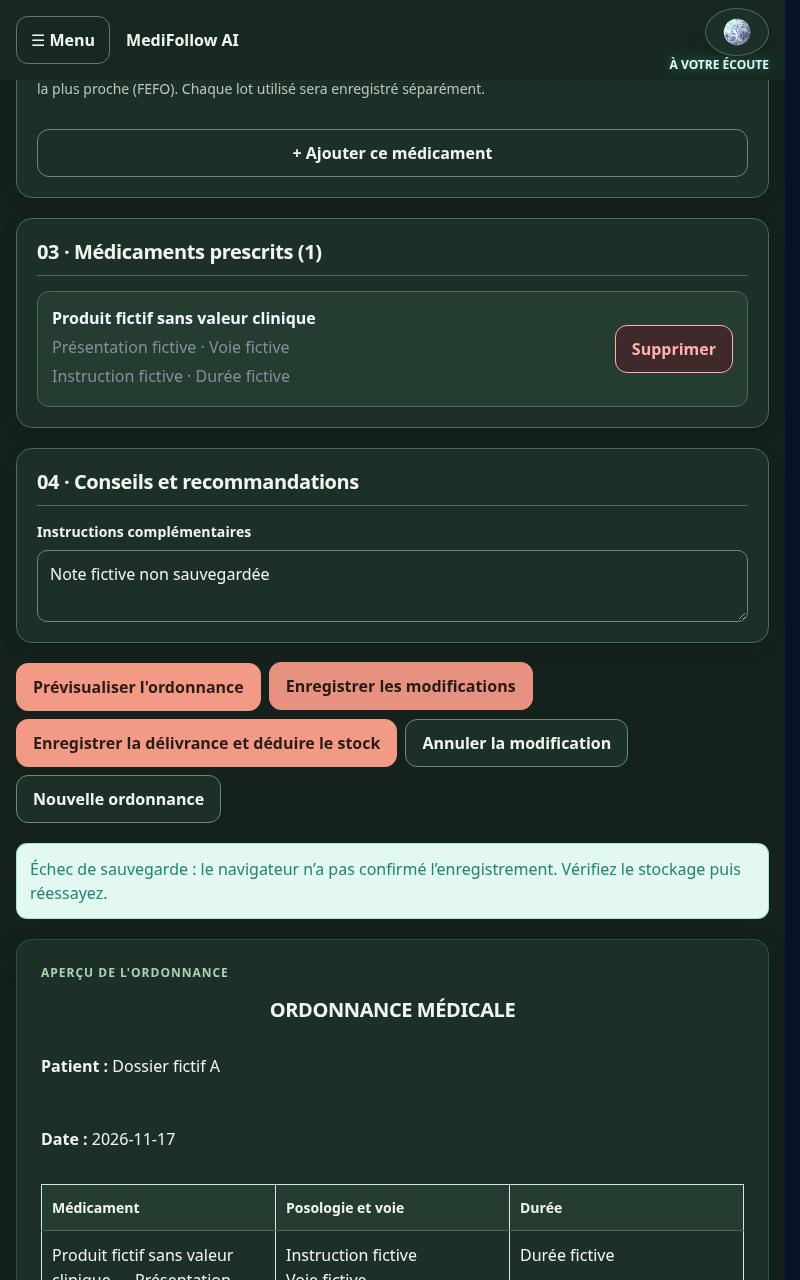 ☰ Menu
MediFollow AI
À VOTRE ÉCOUTE
la plus proche (FEFO). Chaque lot utilisé sera enregistré séparément.
+ Ajouter ce médicament
03 · Médicaments prescrits (1)
Produit fictif sans valeur clinique
Présentation fictive · Voie fictive
Instruction fictive · Durée fictive
Supprimer
04 · Conseils et recommandations
Instructions complémentaires
Note fictive non sauvegardée
Prévisualiser l'ordonnance
Enregistrer les modifications
Enregistrer la délivrance et déduire le stock
Annuler la modification
Nouvelle ordonnance
Échec de sauvegarde : le navigateur n’a pas confirmé l’enregistrement. Vérifiez le stockage puis
réessayez.
APERÇU DE L'ORDONNANCE
ORDONNANCE MÉDICALE
Patient : Dossier fictif A
Date : 2026-11-17
Médicament
Posologie et voie
Durée
Produit fictif sans valeur
clinique — Présentation
Instruction fictive
Voie fictive
Durée fictive